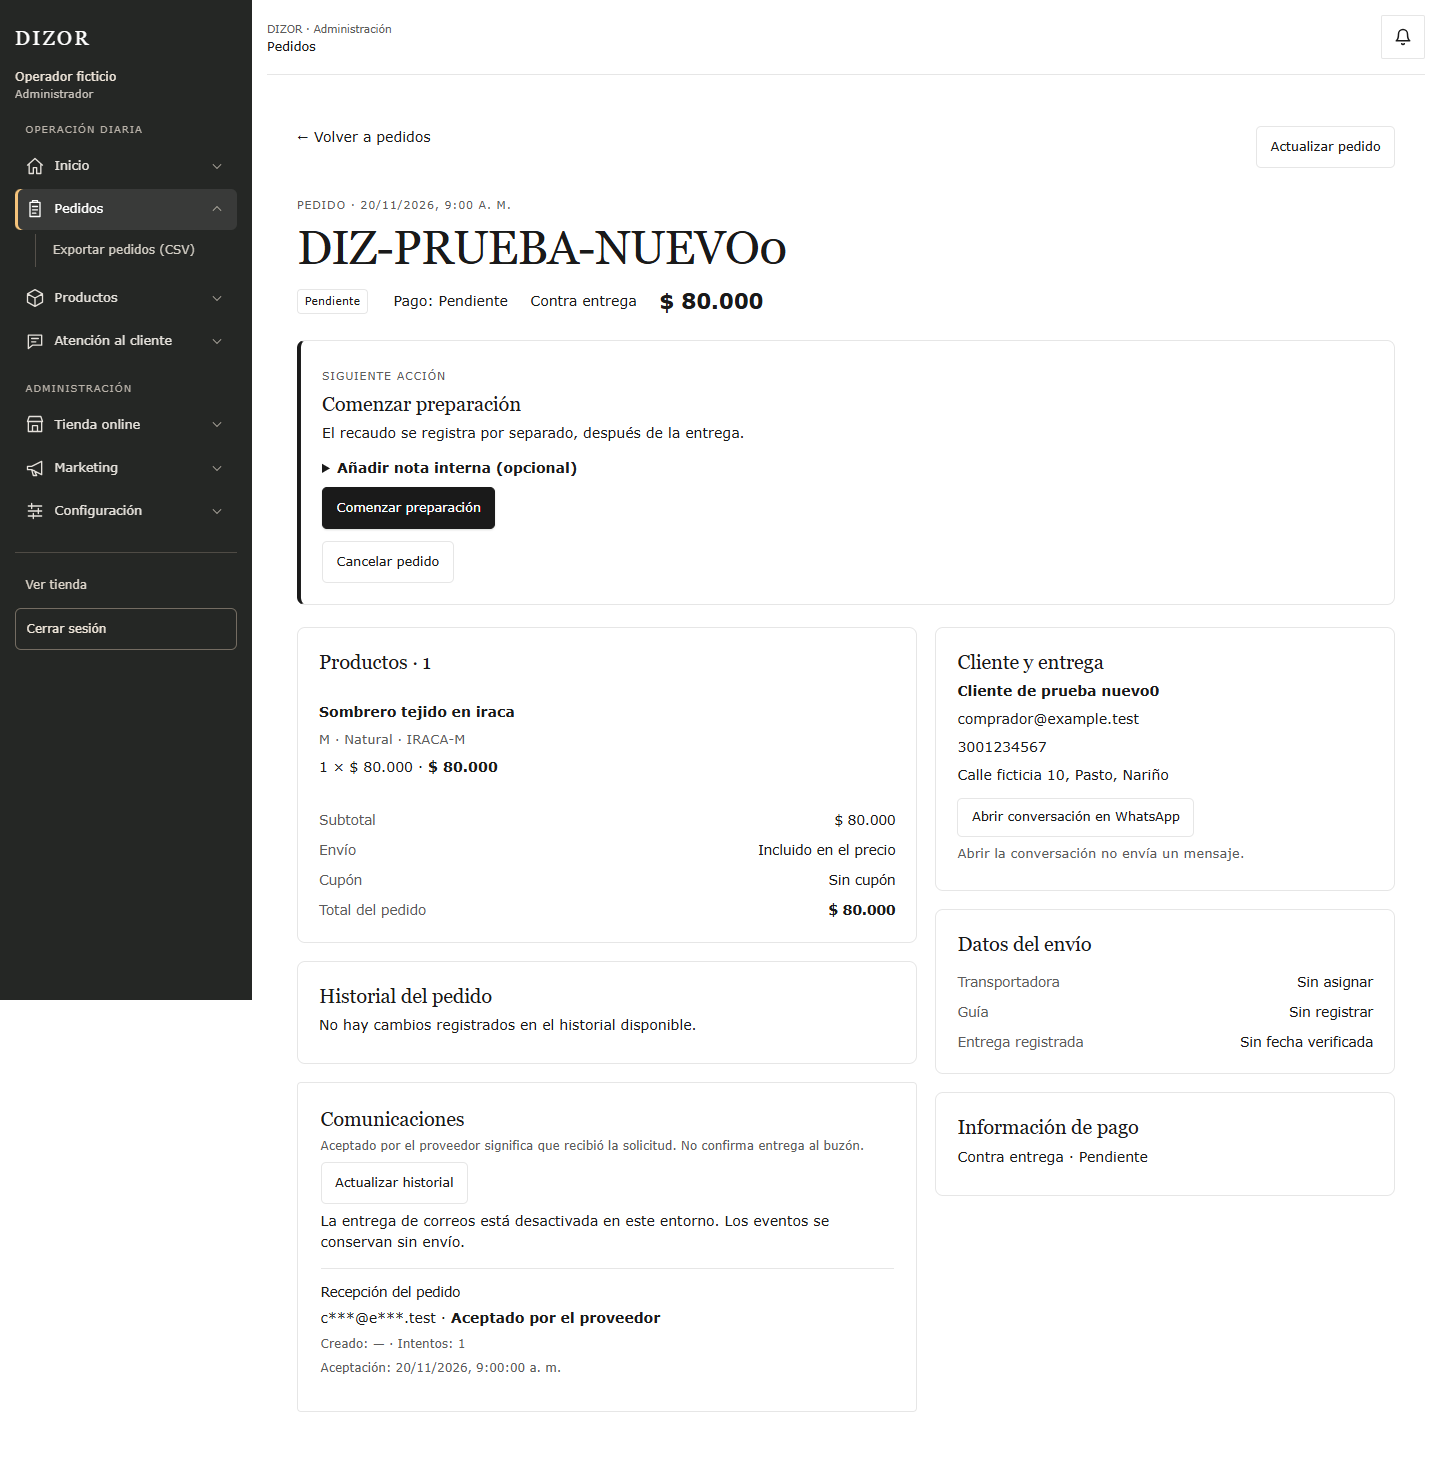 DIZOR
Operador ficticio
Administrador
OPERACIÓN DIARIA
Inicio
Pedidos
Exportar pedidos (CSV)
Productos
Atención al cliente
ADMINISTRACIÓN
Tienda online
Marketing
Configuración
Ver tienda
Cerrar sesión
DIZOR · Administración
Pedidos
← Volver a pedidos
Actualizar pedido
PEDIDO · 20/11/2026, 9:00 A. M.
DIZ-PRUEBA-NUEVO0
Pendiente Pago: Pendiente Contra entrega $ 80.000
SIGUIENTE ACCIÓN
Comenzar preparación
El recaudo se registra por separado, después de la entrega.
▶ Añadir nota interna (opcional)
Comenzar preparación
Cancelar pedido
Productos · 1
Sombrero tejido en iraca
M · Natural · IRACA-M
1 × $ 80.000 · $ 80.000
Subtotal $ 80.000
Envío Incluido en el precio
Cupón Sin cupón
Total del pedido $ 80.000
Historial del pedido
No hay cambios registrados en el historial disponible.
Comunicaciones
Aceptado por el proveedor significa que recibió la solicitud. No confirma entrega al buzón.
Actualizar historial
La entrega de correos está desactivada en este entorno. Los eventos se
conservan sin envío.
Recepción del pedido
c***@e***.test · Aceptado por el proveedor
Creado: — · Intentos: 1
Aceptación: 20/11/2026, 9:00:00 a. m.
Cliente y entrega
Cliente de prueba nuevo0
comprador@example.test
3001234567
Calle ficticia 10, Pasto, Nariño
Abrir conversación en WhatsApp
Abrir la conversación no envía un mensaje.
Datos del envío
Transportadora Sin asignar
Guía Sin registrar
Entrega registrada Sin fecha verificada
Información de pago
Contra entrega · Pendiente